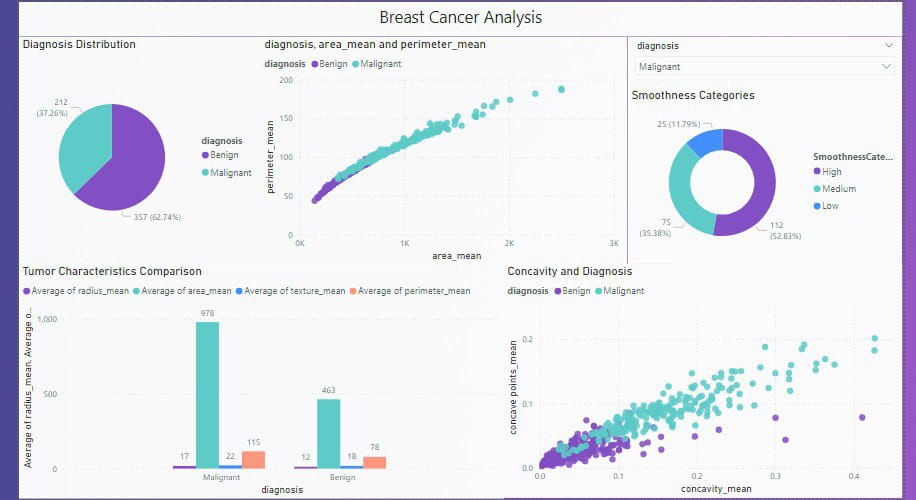 Breast Cancer Analysis
Diagnosis Distribution
212
(37.26%)
357 (62.74%)
diagnosis
Benign
Malignant
diagnosis, area_mean and perimeter_mean
diagnosis Benign Malignant
perimeter_mean
200
150
100
50
0
0K 1K 2K 3K
area_mean
diagnosis
Malignant
Smoothness Categories
25 (11.79%)
75
(35.38%)
112
(52.83%)
SmoothnessCate...
High
Medium
Low
Tumor Characteristics Comparison
Average of radius_mean Average of area_mean Average of texture_mean Average of perimeter_mean
Average of radius_mean, Average o...
1,000
500
0
17 978 22 115
12 463 18 78
Malignant Benign
diagnosis
Concavity and Diagnosis
diagnosis Benign Malignant
concave points_mean
0.2
0.1
0.0
0.0 0.1 0.2 0.3 0.4
concavity_mean